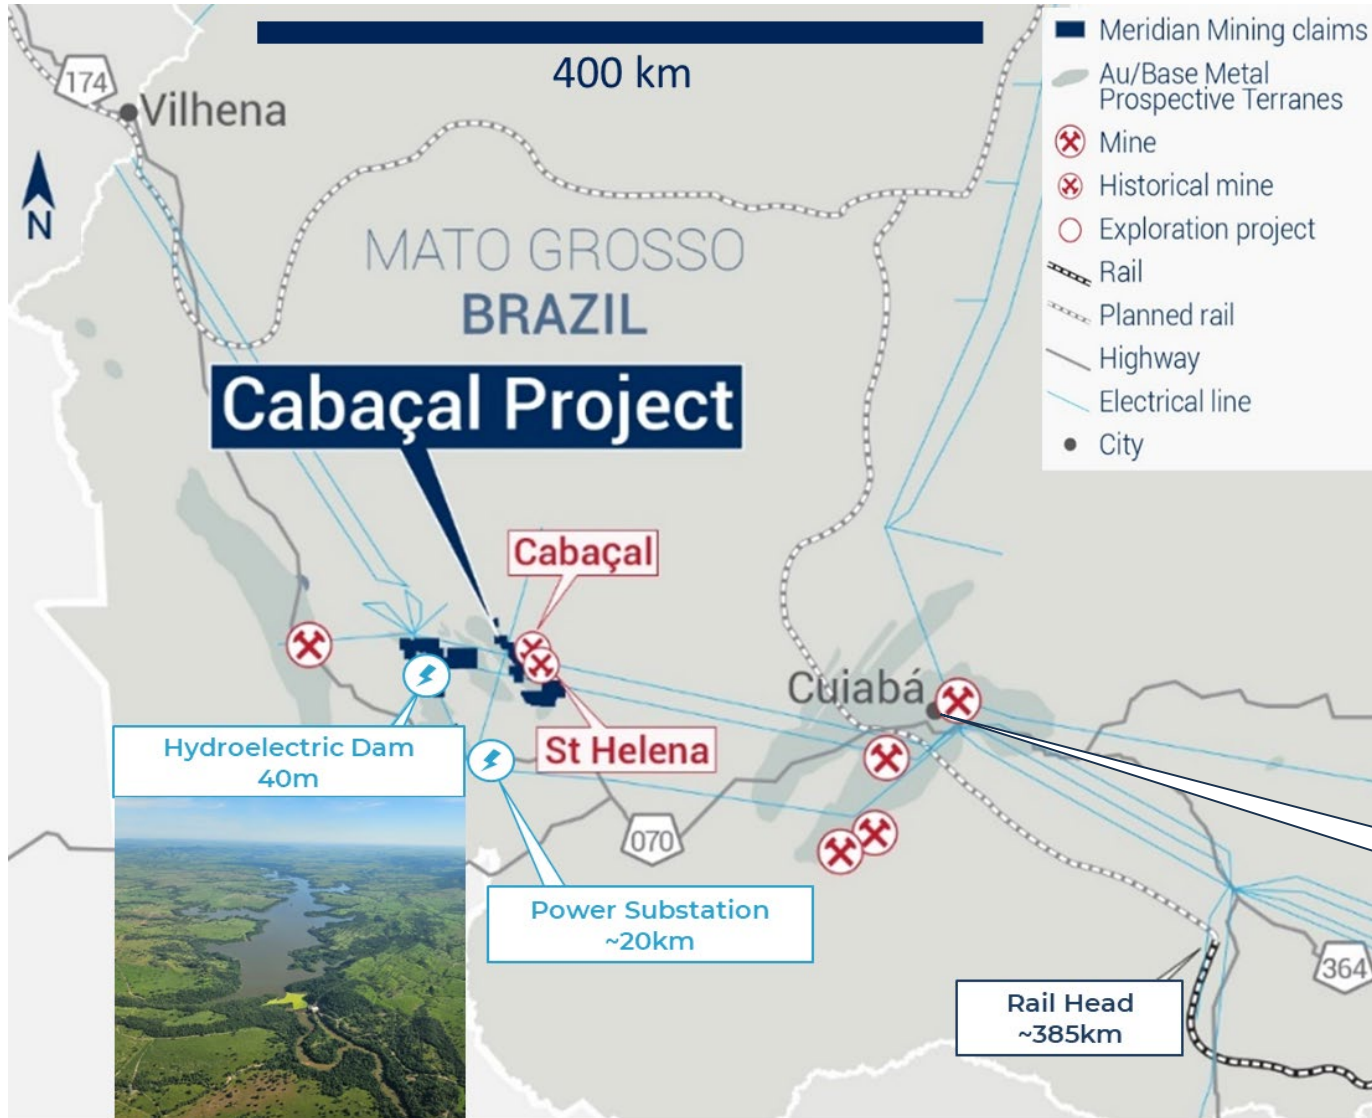 400 km
Meridian Mining claims
Au/Base Metal
Prospective Terranes
Mine
Historical mine
Exploration project
Rail
Planned rail
Highway
Electrical line
City
174
Vilhena
N
MATO GROSSO
BRAZIL
Cabaçal Project
Cabaçal
St Helena
Cuiabá
Hydroelectric Dam
40m
070
Power Substation
~20km
364
Rail Head
~385km